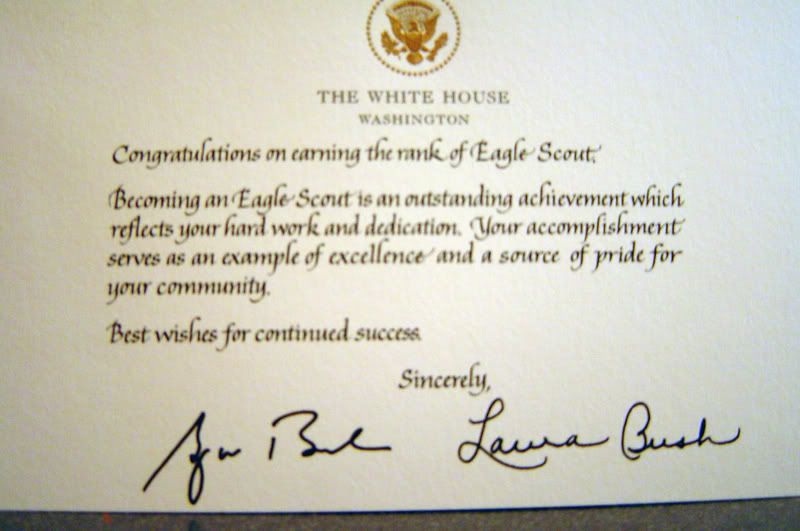 THE WHITE HOUSE
WASHINGTON
Congratulations on earning the rank of Eagle Scout.
Becoming an Eagle Scout is an outstanding achievement which
reflects your hard work and dedication. Your accomplishment
serves as an example of excellence and a source of pride for
your community.
Best wishes for continued success.
Sincerely,
Laura Bush